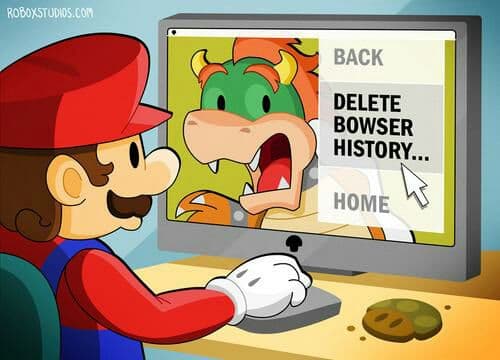 ROBOXSTUDIOS.COM
BACK
DELETE
BOWSER
HISTORY...
HOME